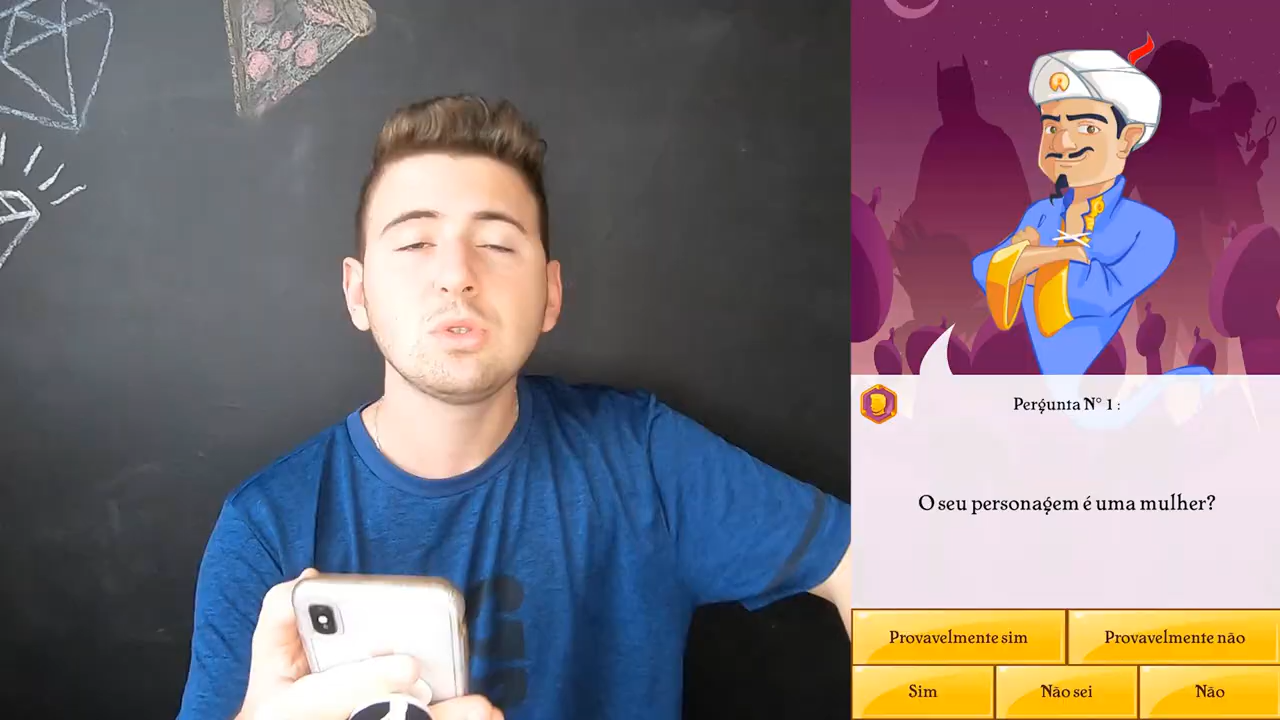 Pergunta N° 1 :
O seu personagem é uma mulher?
Provavelmente sim
Provavelmente não
Sim
Não sei
Não